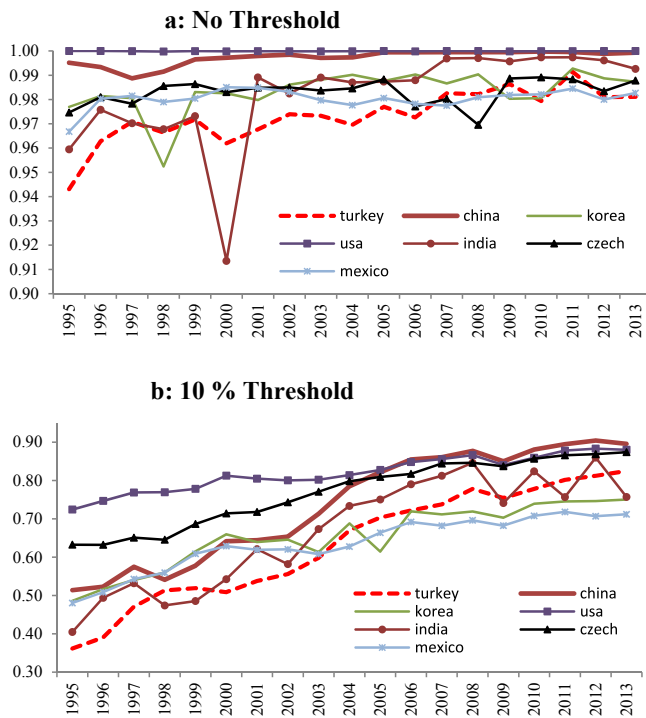 a: No Threshold
1.00
0.99
0.98
0.97
0.96
0.95
0.94
0.93
0.92
0.91
0.90
turkey china korea
usa india czech
mexico
1995 1996 1997 1998 1999 2000 2001 2002 2003 2004 2005 2006 2007 2008 2009 2010 2011 2012 2013
b: 10 % Threshold
0.90
0.80
0.70
0.60
0.50
0.40
0.30
turkey china
korea usa
india czech
mexico
1995 1996 1997 1998 1999 2000 2001 2002 2003 2004 2005 2006 2007 2008 2009 2010 2011 2012 2013